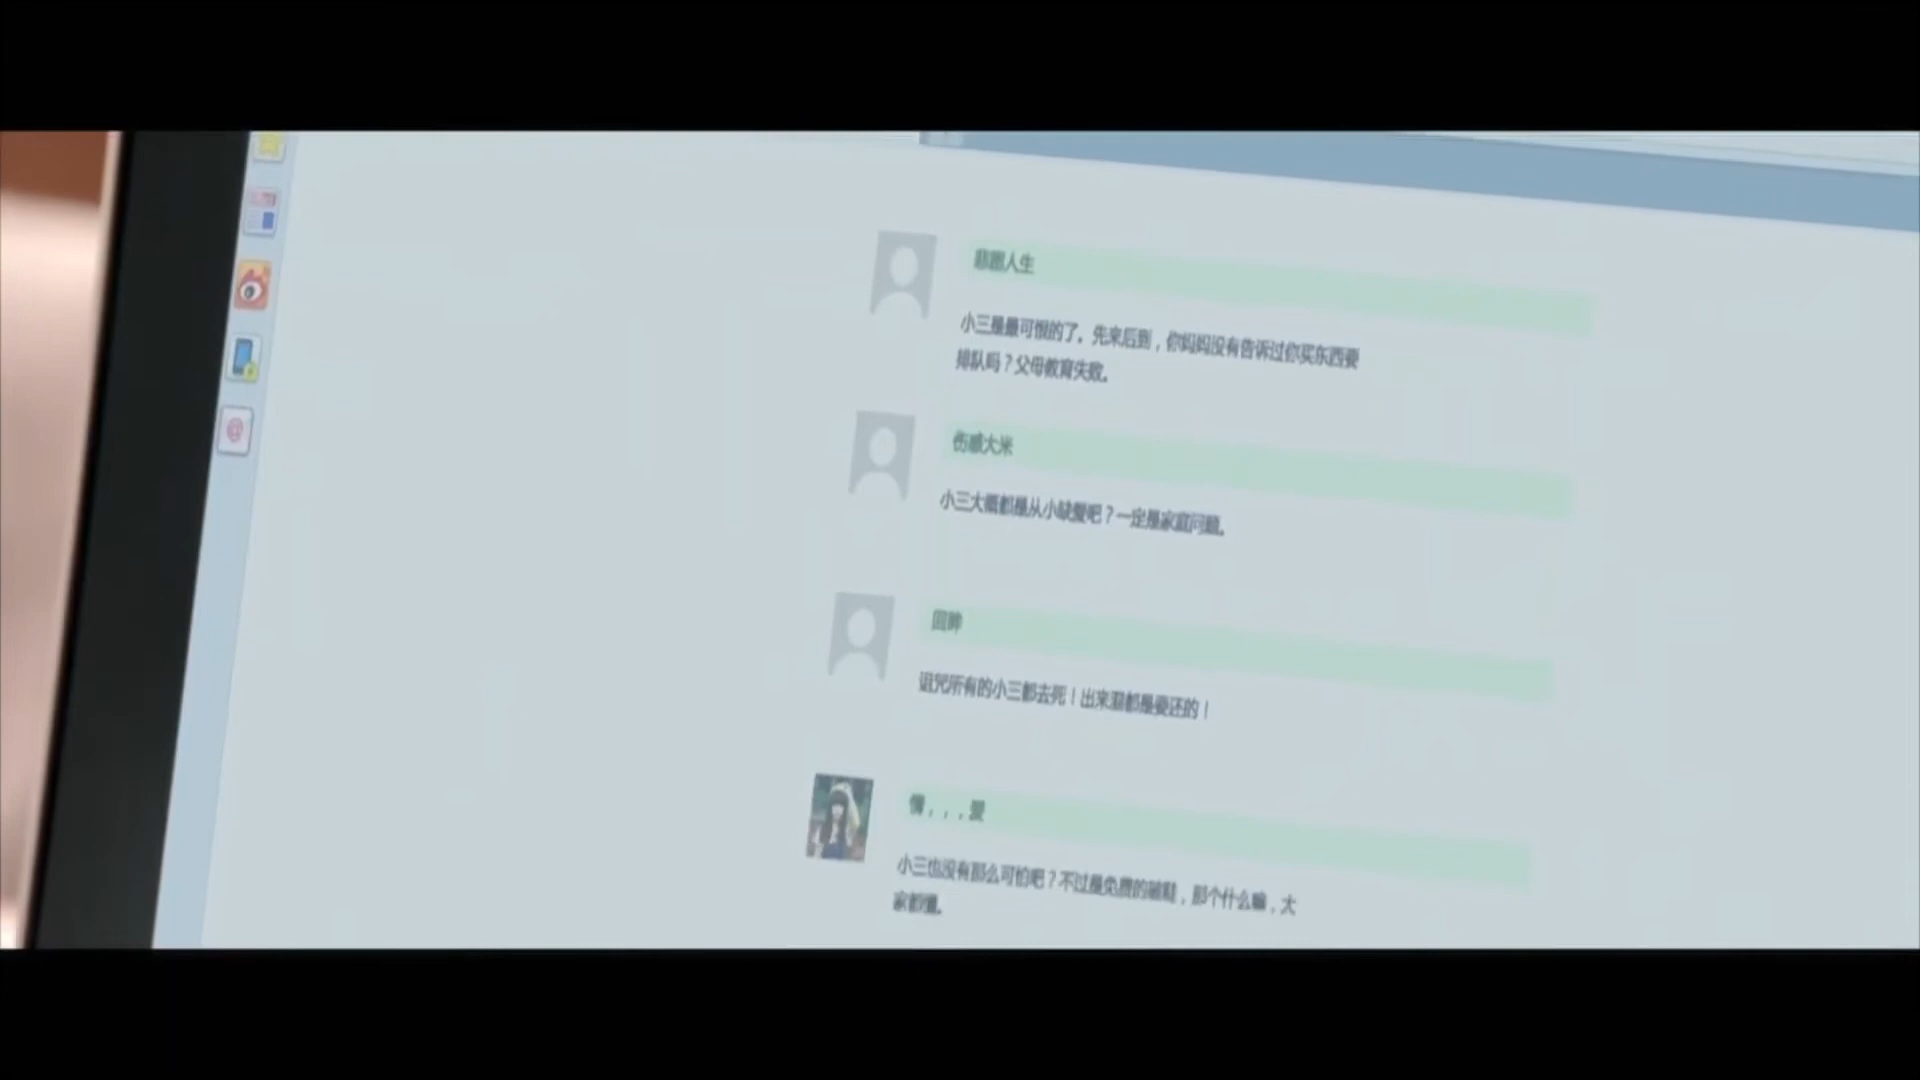 悲图人生
小三是最可恨的了。先来后到，你妈妈没有告诉过你买东西要
排队吗？父母教育失败。
伤感大米
小三大概都是从小缺爱吧？一定是家庭问题。
回眸
诅咒所有的小三都去死！出来混都是要还的！
情，，，爱
小三也没有那么可怕吧？不过是免费的破鞋，那个什么嘛，大
家都懂。